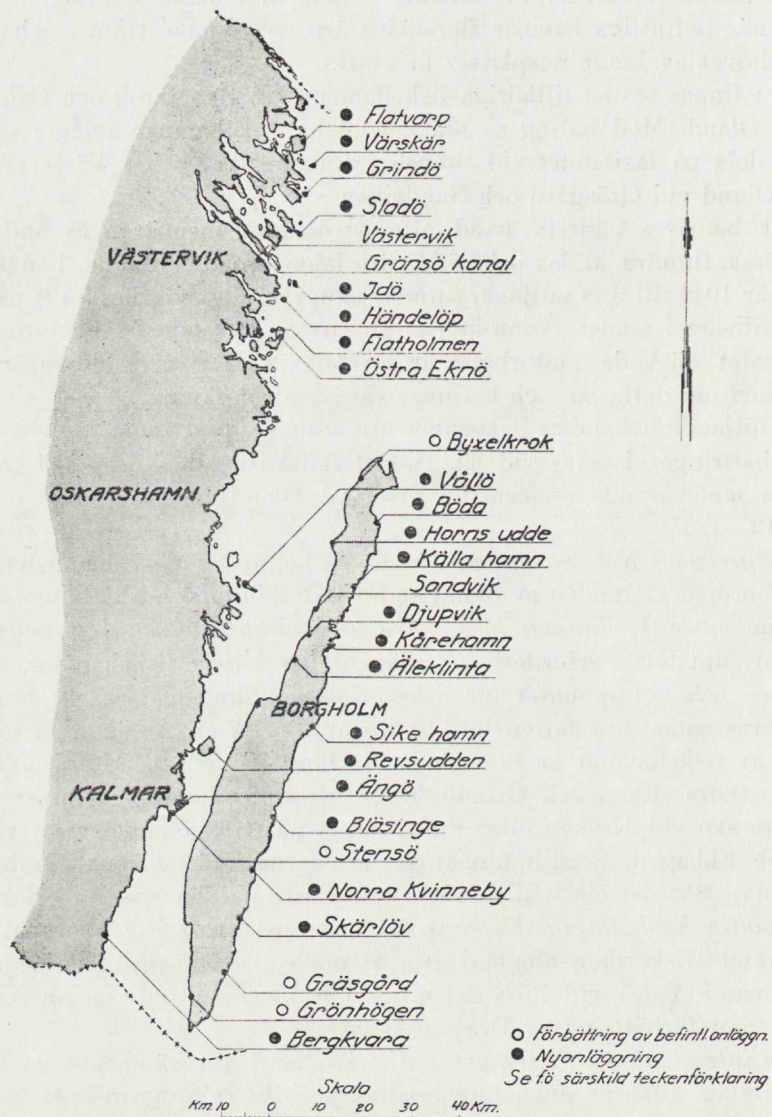 Flatvarp
Värskär
Grindö
Sladö
Västervik
VÄSTERVIK
Gränsö kanal
Idö
Händelöp
Flatholmen
Östra Eknö
Byxelkrok
Vållö
OSKARSHAMN
Böda
Horns udde
Källa hamn
Sandvik
Djupvik
Kårehamn
Äleklinta
BORGHOLM
Sike hamn
Revsudden
KALMAR
Ängö
Bläsinge
Stensö
Norra Kvinneby
Skärlöv
Gräsgård
Grönhögen
Bergkvara
Förbättring av befintl. anläggn.
Nyanläggning
Se fö särskild teckenförklaring
Skala
Km. 10 0 10 20 30 40 Km.